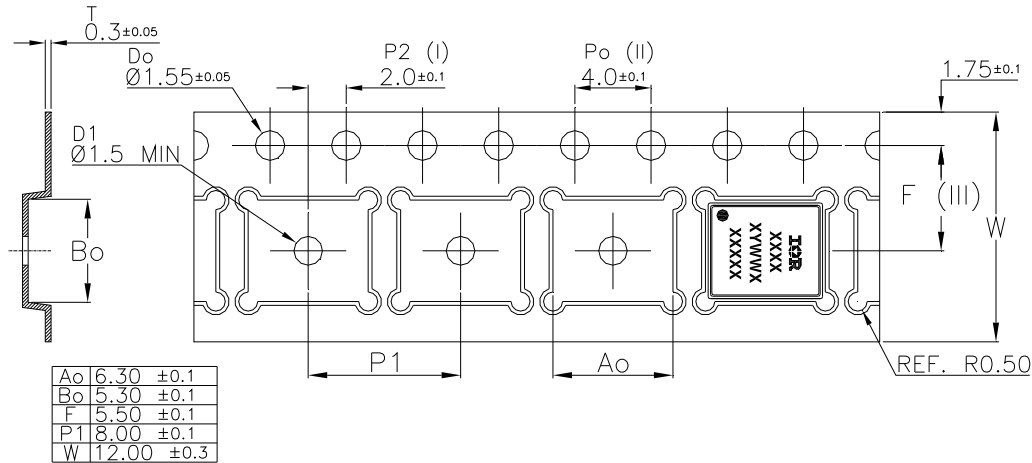 T
0.3±0.05
Do
Ø1.55±0.05
P2 (I)
2.0±0.1
Po (II)
4.0±0.1
1.75±0.1
D1
Ø1.5 MIN
Bo
F (III)
W
IOR
XXXX
XYWWX
XXXXX
P1
Ao
REF. R0.50
Ao 6.30 ±0.1
Bo 5.30 ±0.1
F 5.50 ±0.1
P1 8.00 ±0.1
W 12.00 ±0.3